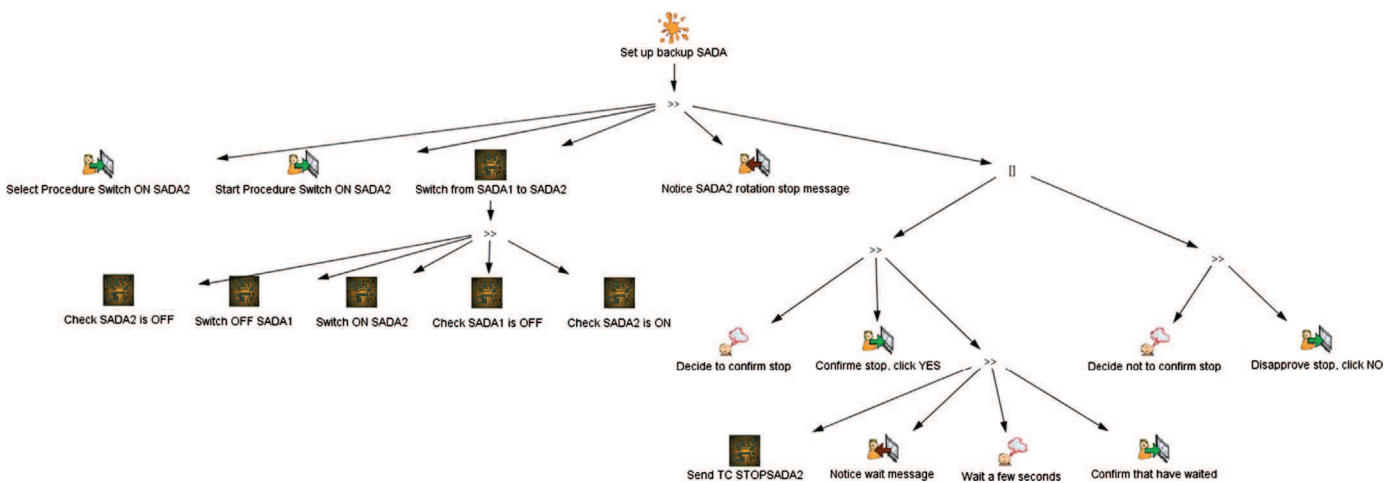 Set up backup SADA
>>
Select Procedure Switch ON SADA2
Start Procedure Switch ON SADA2
Switch from SADA1 to SADA2
Notice SADA2 rotation stop message
[]
>>
>>
>>
Check SADA2 is OFF
Switch OFF SADA1
Switch ON SADA2
Check SADA1 is OFF
Check SADA2 is ON
Decide to confirm stop
Confirme stop, click YES
>>
Decide not to confirm stop
Disapprove stop, click NO
Send TC STOPSADA2
Notice wait message
Wait a few seconds
Confirm that have waited